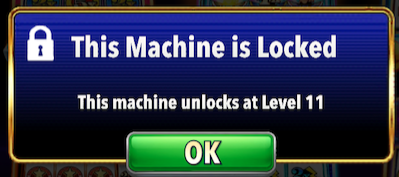 This Machine is Locked
This machine unlocks at Level 11
OK